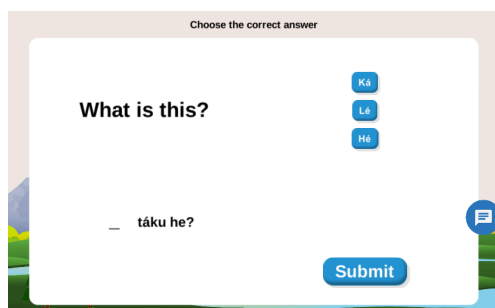 Choose the correct answer
What is this?
Ká
Lé
Hé
_ táku he?
Submit